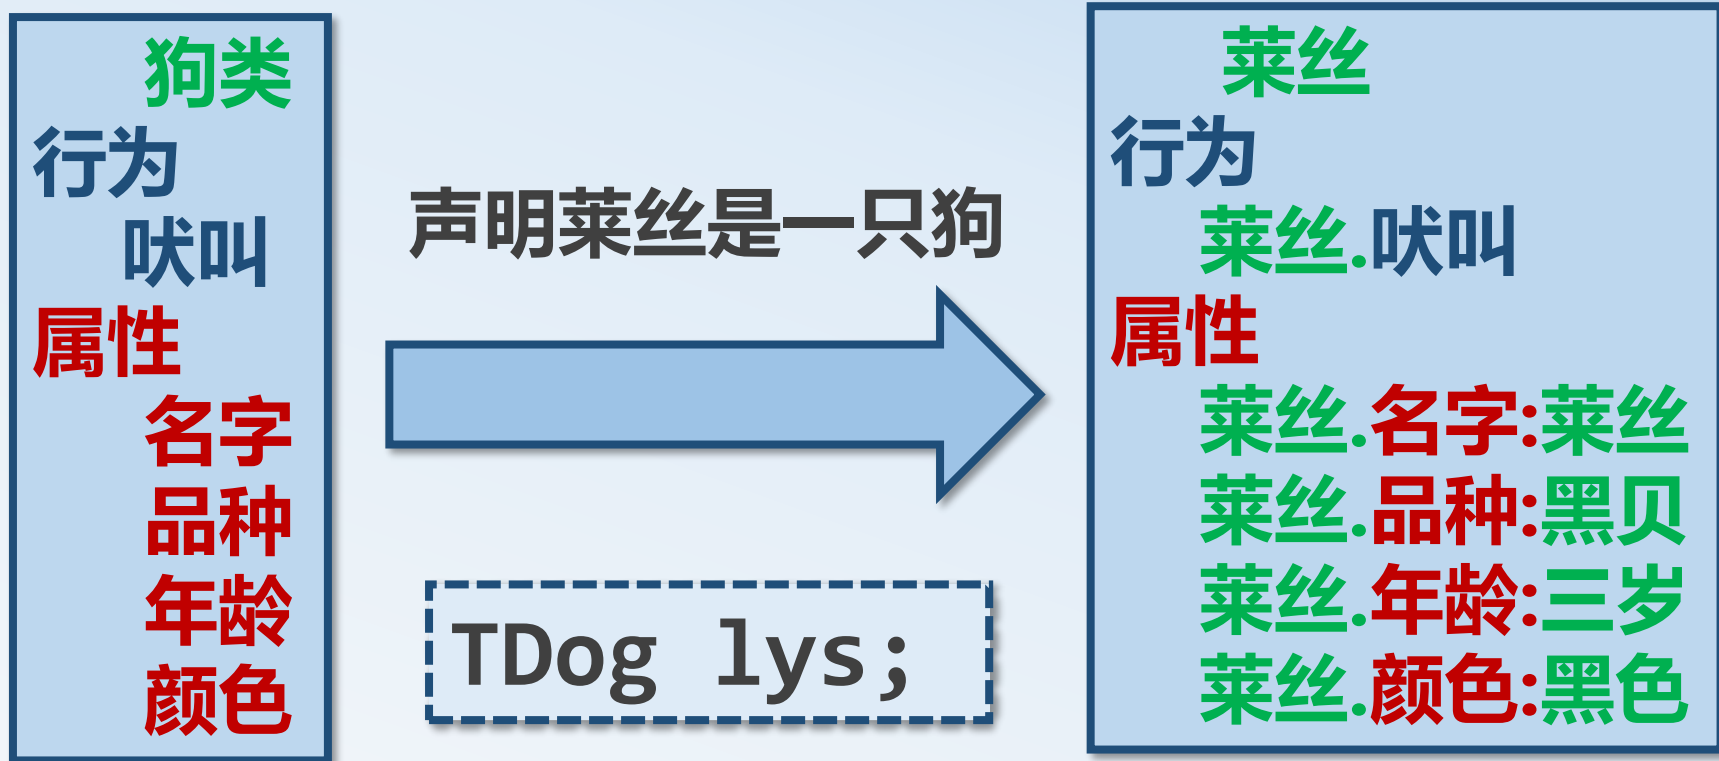 狗类
行为
吠叫
属性
名字
品种
年龄
颜色
声明莱丝是一只狗
TDog lys;
莱丝
行为
莱丝.吠叫
属性
莱丝.名字:莱丝
莱丝.品种:黑贝
莱丝.年龄:三岁
莱丝.颜色:黑色